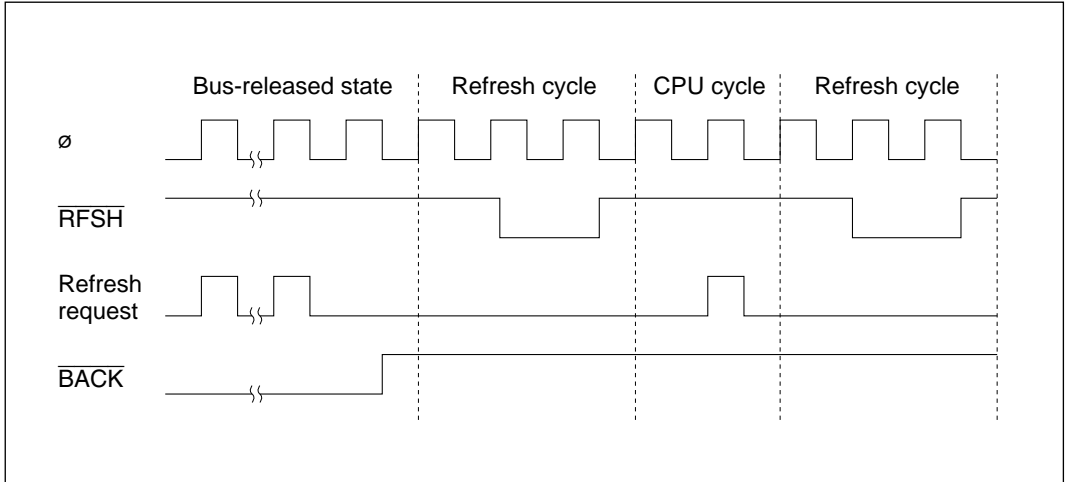 Bus-released state Refresh cycle CPU cycle Refresh cycle
ø
RFSH
Refresh
request
BACK